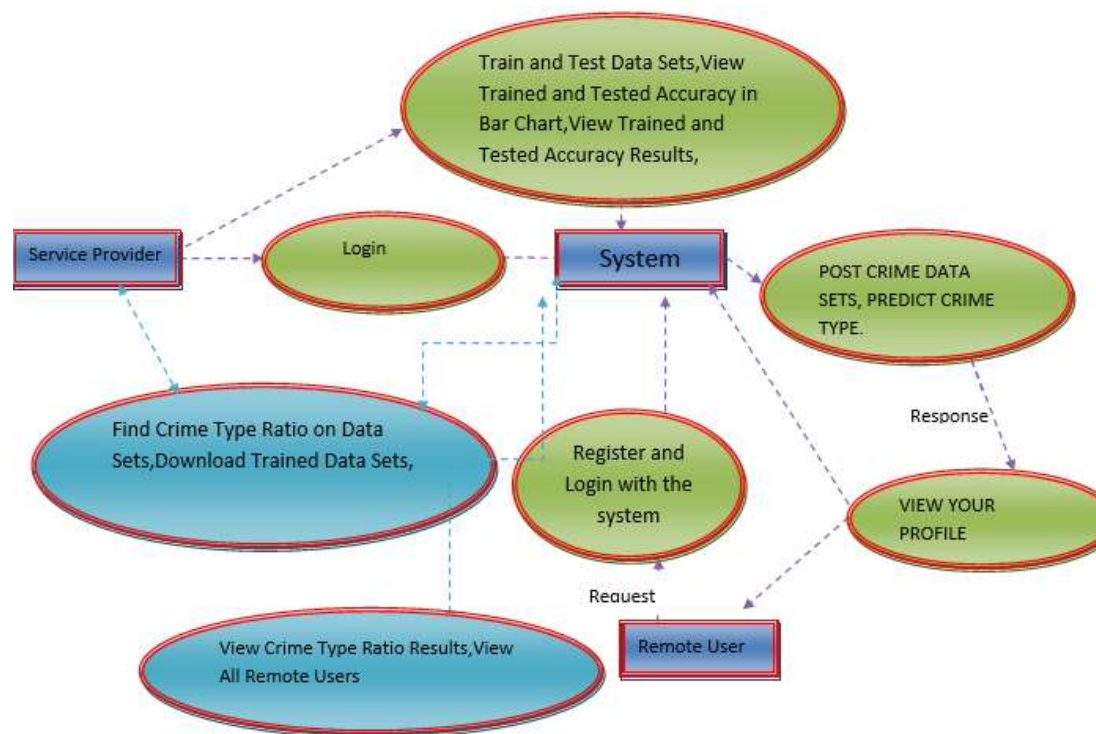 Train and Test Data Sets,View
Trained and Tested Accuracy in
Bar Chart,View Trained and
Tested Accuracy Results,
Service Provider
Login
System
POST CRIME DATA
SETS, PREDICT CRIME
TYPE.
Response
Find Crime Type Ratio on Data
Sets,Download Trained Data Sets,
Register and
Login with the
system
VIEW YOUR
PROFILE
Request
Remote User
View Crime Type Ratio Results,View
All Remote Users